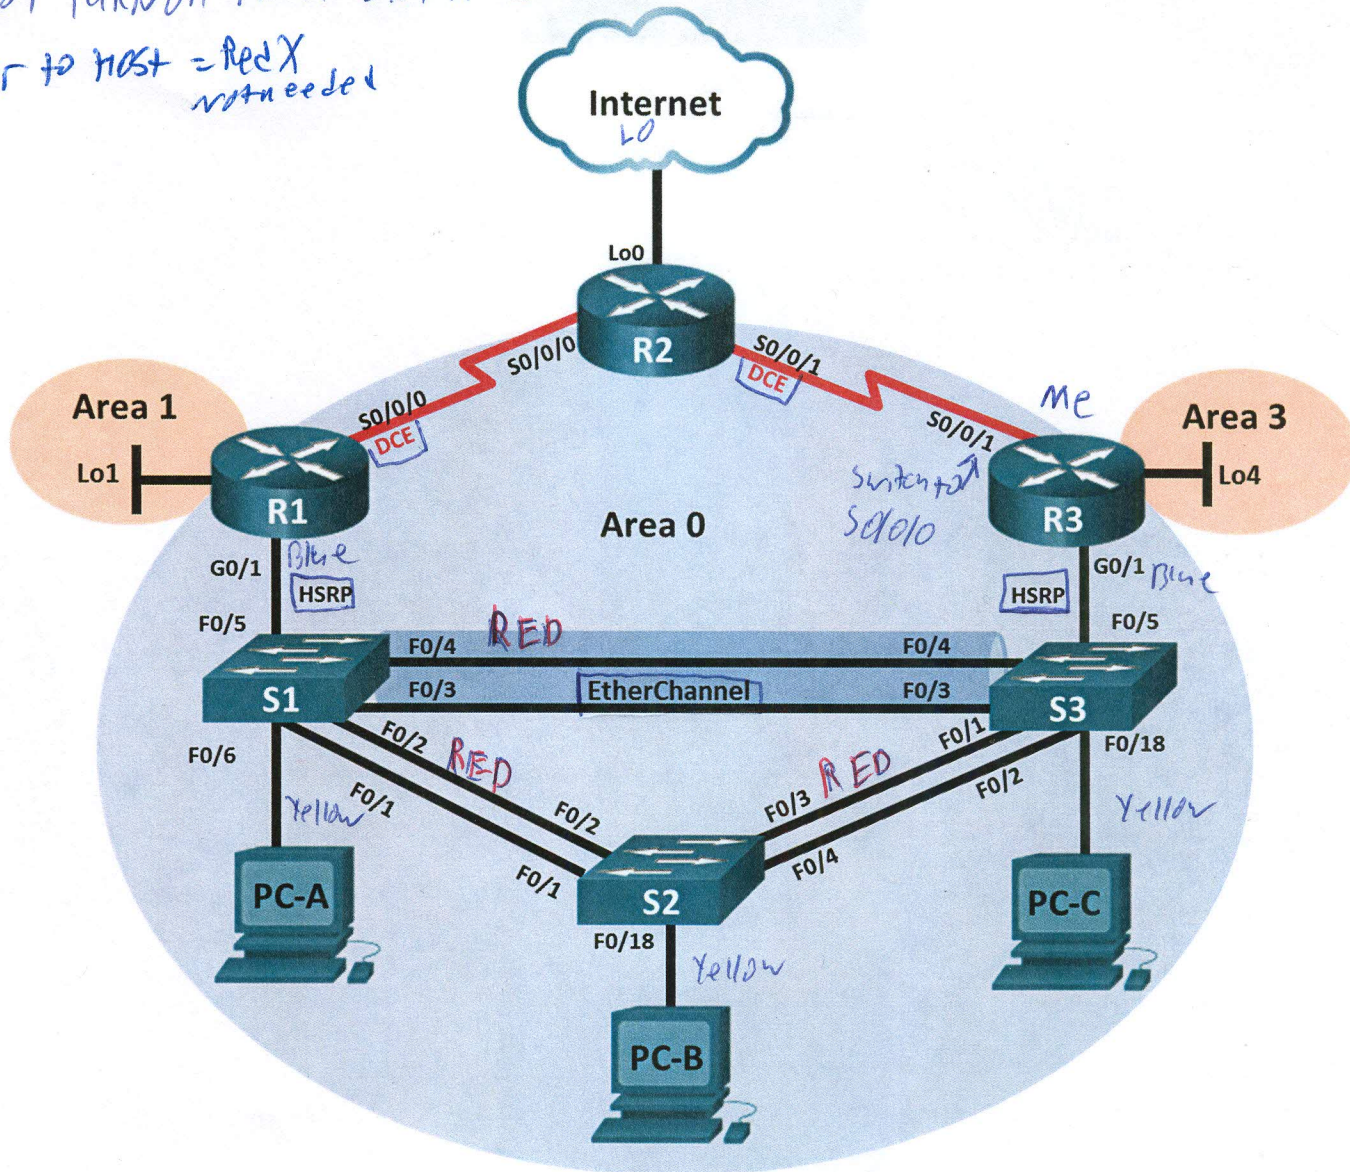 r to HOST = Red X
not needed
Internet
LO
Lo0
R2
S0/0/0
S0/0/1
DCE
Me
Area 1
S0/0/0
DCE
S0/0/1
Area 3
Lo1
Switch to
Lo4
R1
Area 0
S0/0/0
R3
Blue
G0/1
G0/1
Blue
HSRP
HSRP
F0/5
RED
F0/5
F0/4
F0/4
S1
F0/3
EtherChannel
F0/3
S3
F0/6
F0/2
RED
RED
F0/1
F0/18
F0/1
Yellow
F0/2
F0/3
F0/2
Yellow
F0/1
F0/4
PC-A
S2
PC-C
F0/18
Yellow
PC-B